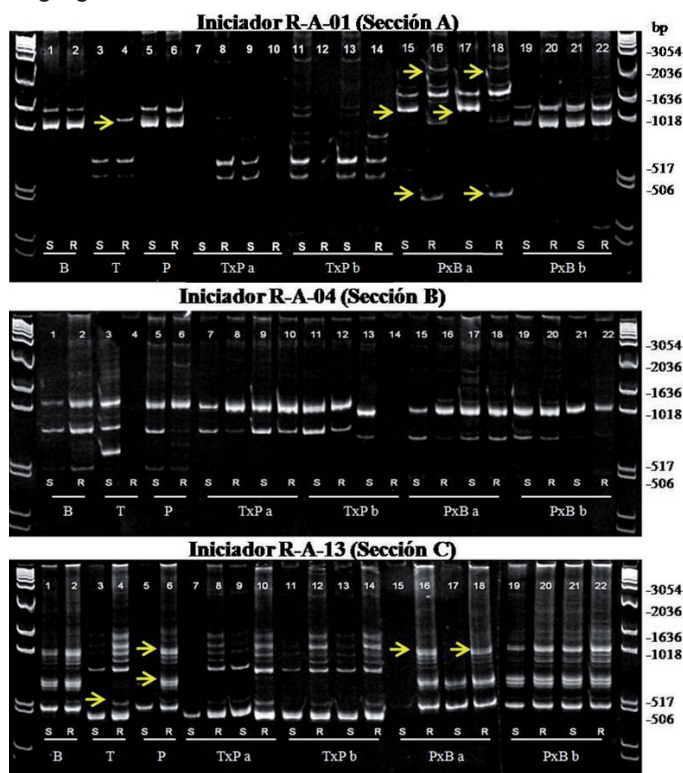 Iniciador R-A-01 (Sección A)
bp
1 2 3 4 5 6 7 8 9 10 11 12 13 14 15 16 17 18 19 20 21 22
-3054
-2036
-1636
-1018
-517
-506
S R S R S R S R S R S R S R S R S R S R S R
B T P TxP a TxP b PxB a PxB b
Iniciador R-A-04 (Sección B)
1 2 3 4 5 6 7 8 9 10 11 12 13 14 15 16 17 18 19 20 21 22
-3054
-2036
-1636
-1018
-517
-506
S R S R S R S R S R S R S R S R S R S R S R
B T P TxP a TxP b PxB a PxB b
Iniciador R-A-13 (Sección C)
1 2 3 4 5 6 7 8 9 10 11 12 13 14 15 16 17 18 19 20 21 22
-3054
-2036
-1636
-1018
-517
-506
S R S R S R S R S R S R S R S R S R S R S R
B T P TxP a TxP b PxB a PxB b